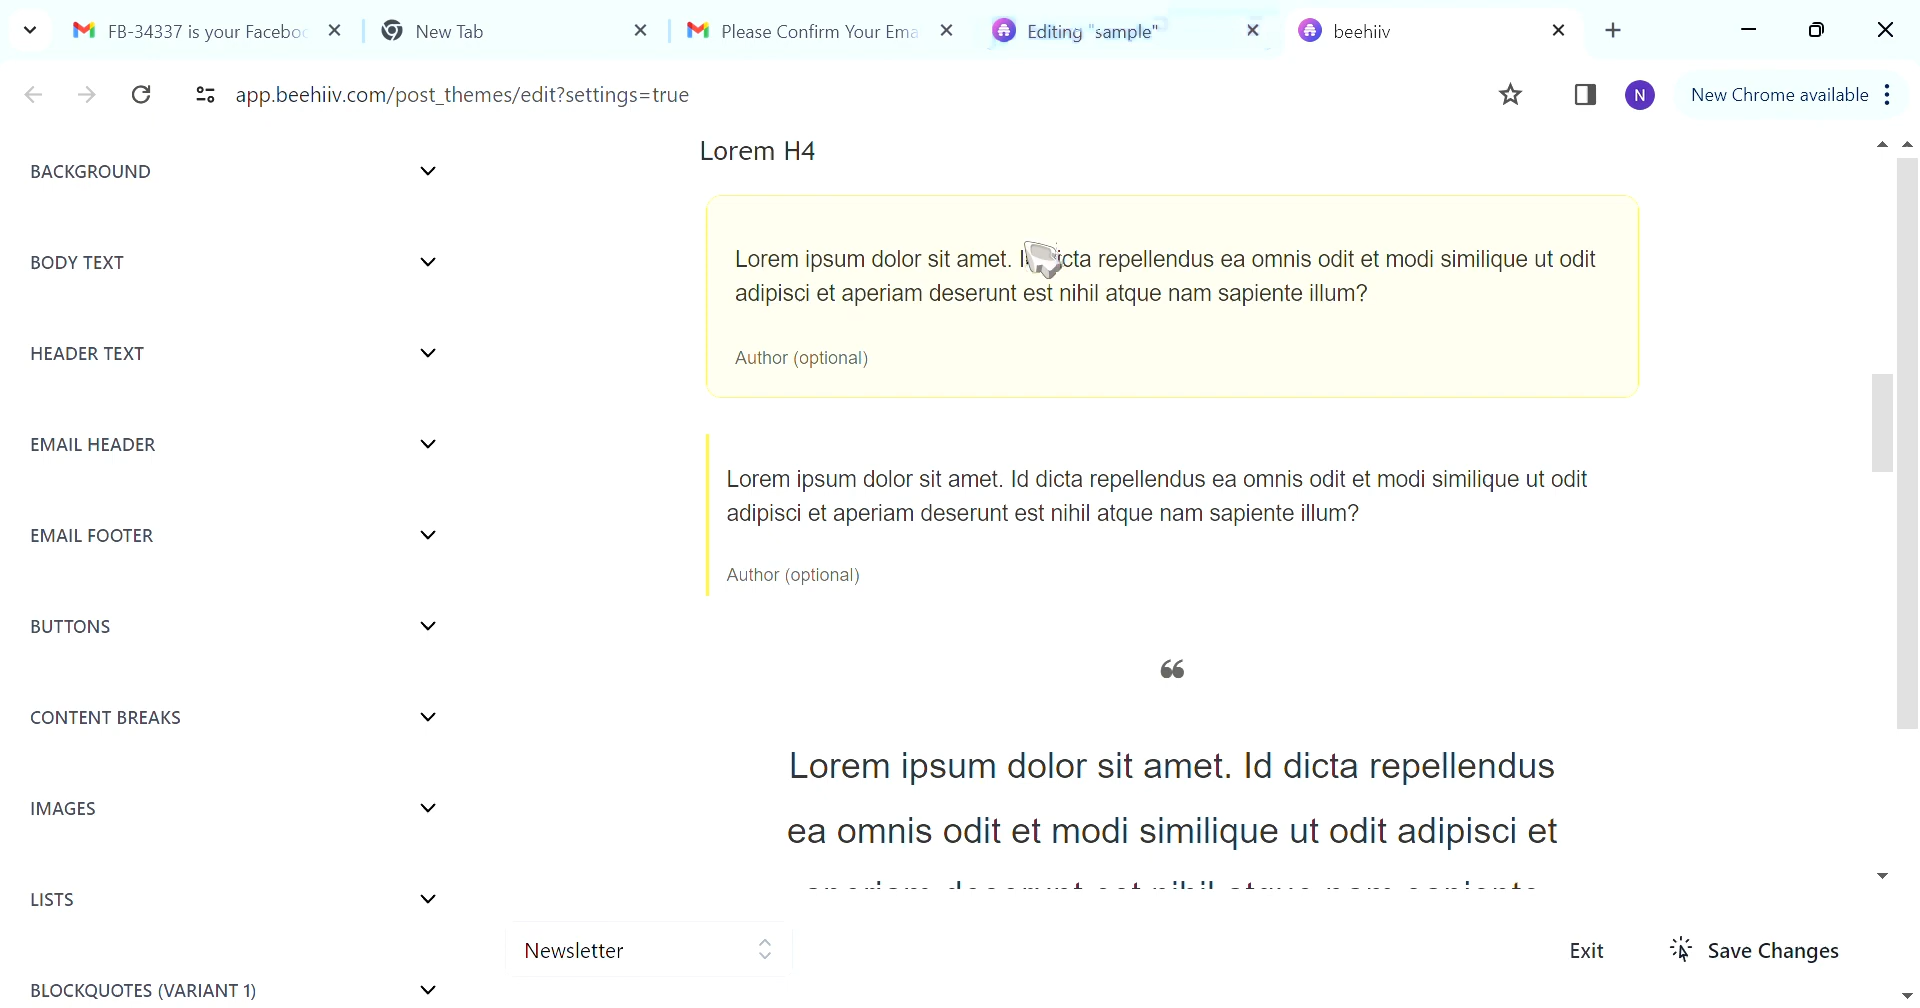 FB-34337 is your Faceboo
New Tab
Please Confirm Your Ema
Editing "sample"
beehiiv
app.beehiiv.com/post_themes/edit?settings=true
N
New Chrome available
BACKGROUND
BODY TEXT
HEADER TEXT
EMAIL HEADER
EMAIL FOOTER
BUTTONS
CONTENT BREAKS
IMAGES
LISTS
BLOCKQUOTES (VARIANT 1)
Lorem H4
Lorem ipsum dolor sit amet. repellendus ea omnis odit et modi similique ut odit
adipisci et aperiam deserunt est nihil atque nam sapiente illum?
Author (optional)
Lorem ipsum dolor sit amet. Id dicta repellendus ea omnis odit et modi similique ut odit
adipisci et aperiam deserunt est nihil atque nam sapiente illum?
Author (optional)
❝
Lorem ipsum dolor sit amet. Id dicta repellendus
ea omnis odit et modi similique ut odit adipisci et
Newsletter
Exit
Save Changes